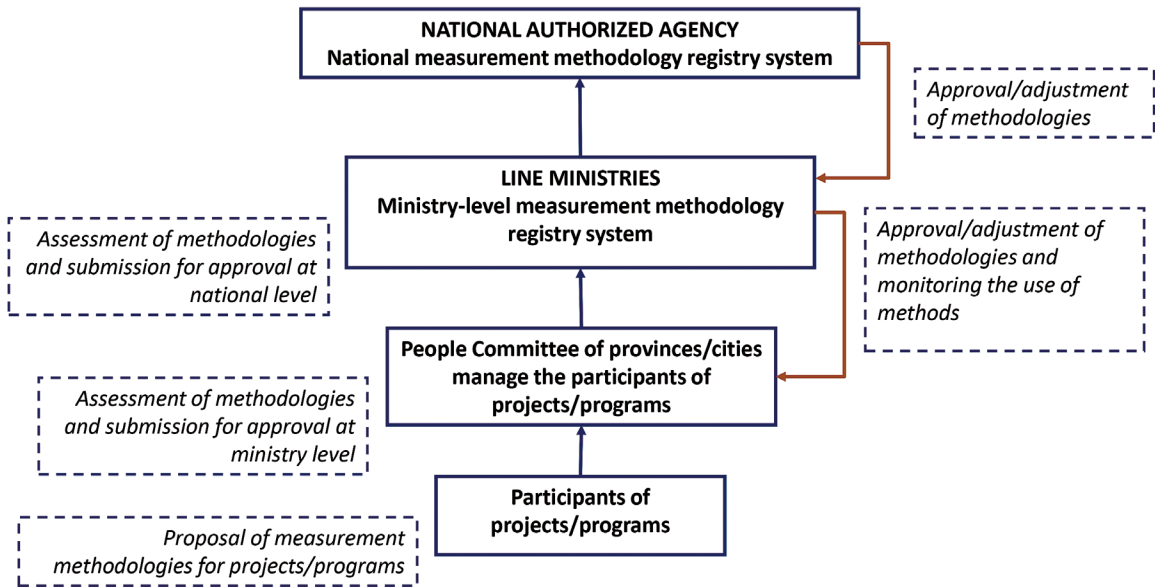 NATIONAL AUTHORIZED AGENCY
National measurement methodology registry system
Approval/adjustment
of methodologies
LINE MINISTRIES
Ministry-level measurement methodology
registry system
Assessment of methodologies
and submission for approval at
national level
Approval/adjustment of
methodologies and
monitoring the use of
methods
People Committee of provinces/cities
manage the participants of
projects/programs
Assessment of methodologies
and submission for approval at
ministry level
Participants of
projects/programs
Proposal of measurement
methodologies for projects/programs